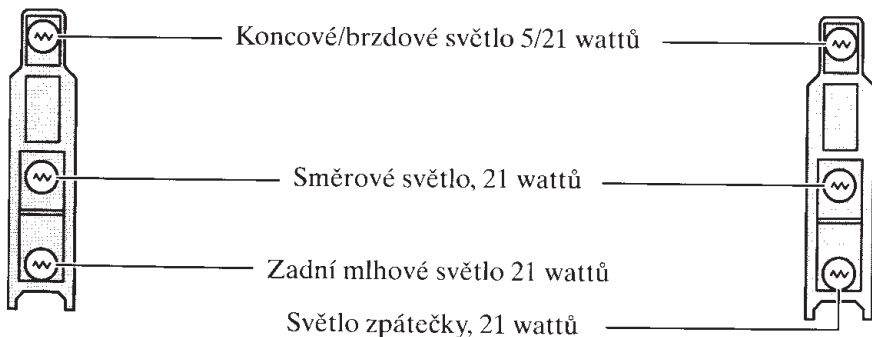 Koncové/brzdové světlo 5/21 wattů
Směrové světlo, 21 wattů
Zadní mlhové světlo 21 wattů
Světlo zpátečky, 21 wattů